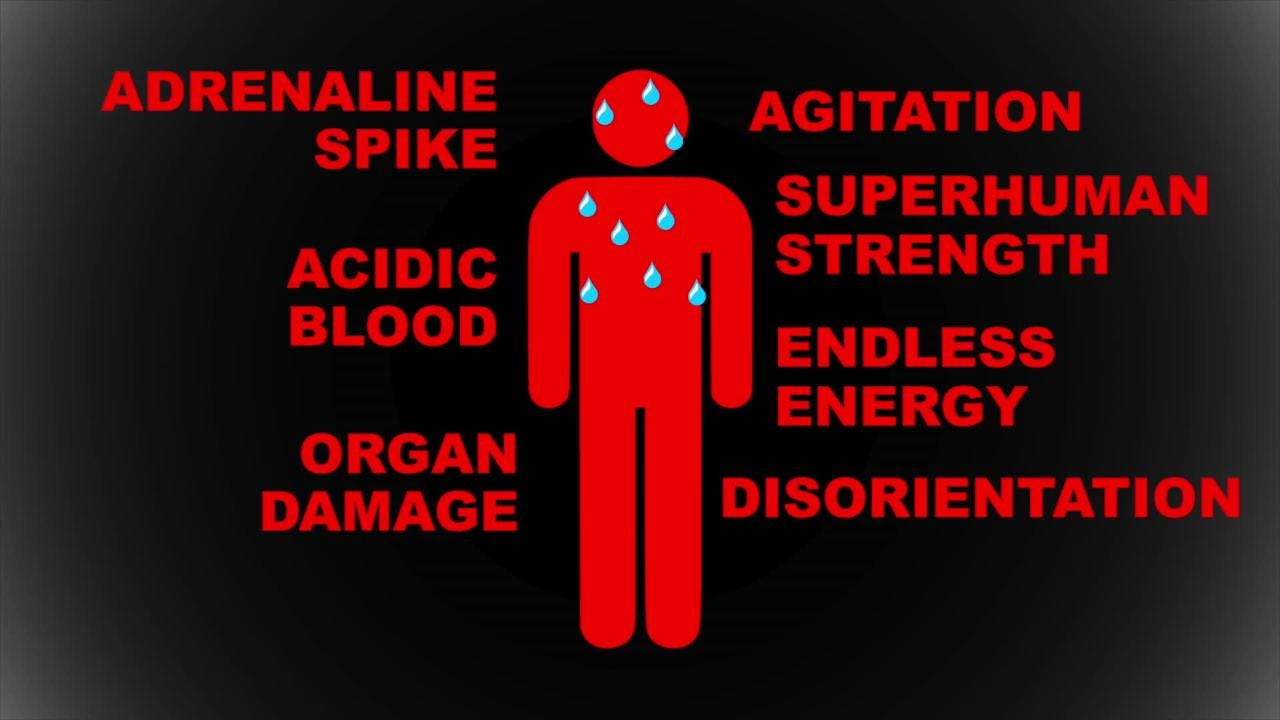 ADRENALINE
SPIKE
ACIDIC
BLOOD
ORGAN
DAMAGE
AGITATION
SUPERHUMAN
STRENGTH
ENDLESS
ENERGY
DISORIENTATION